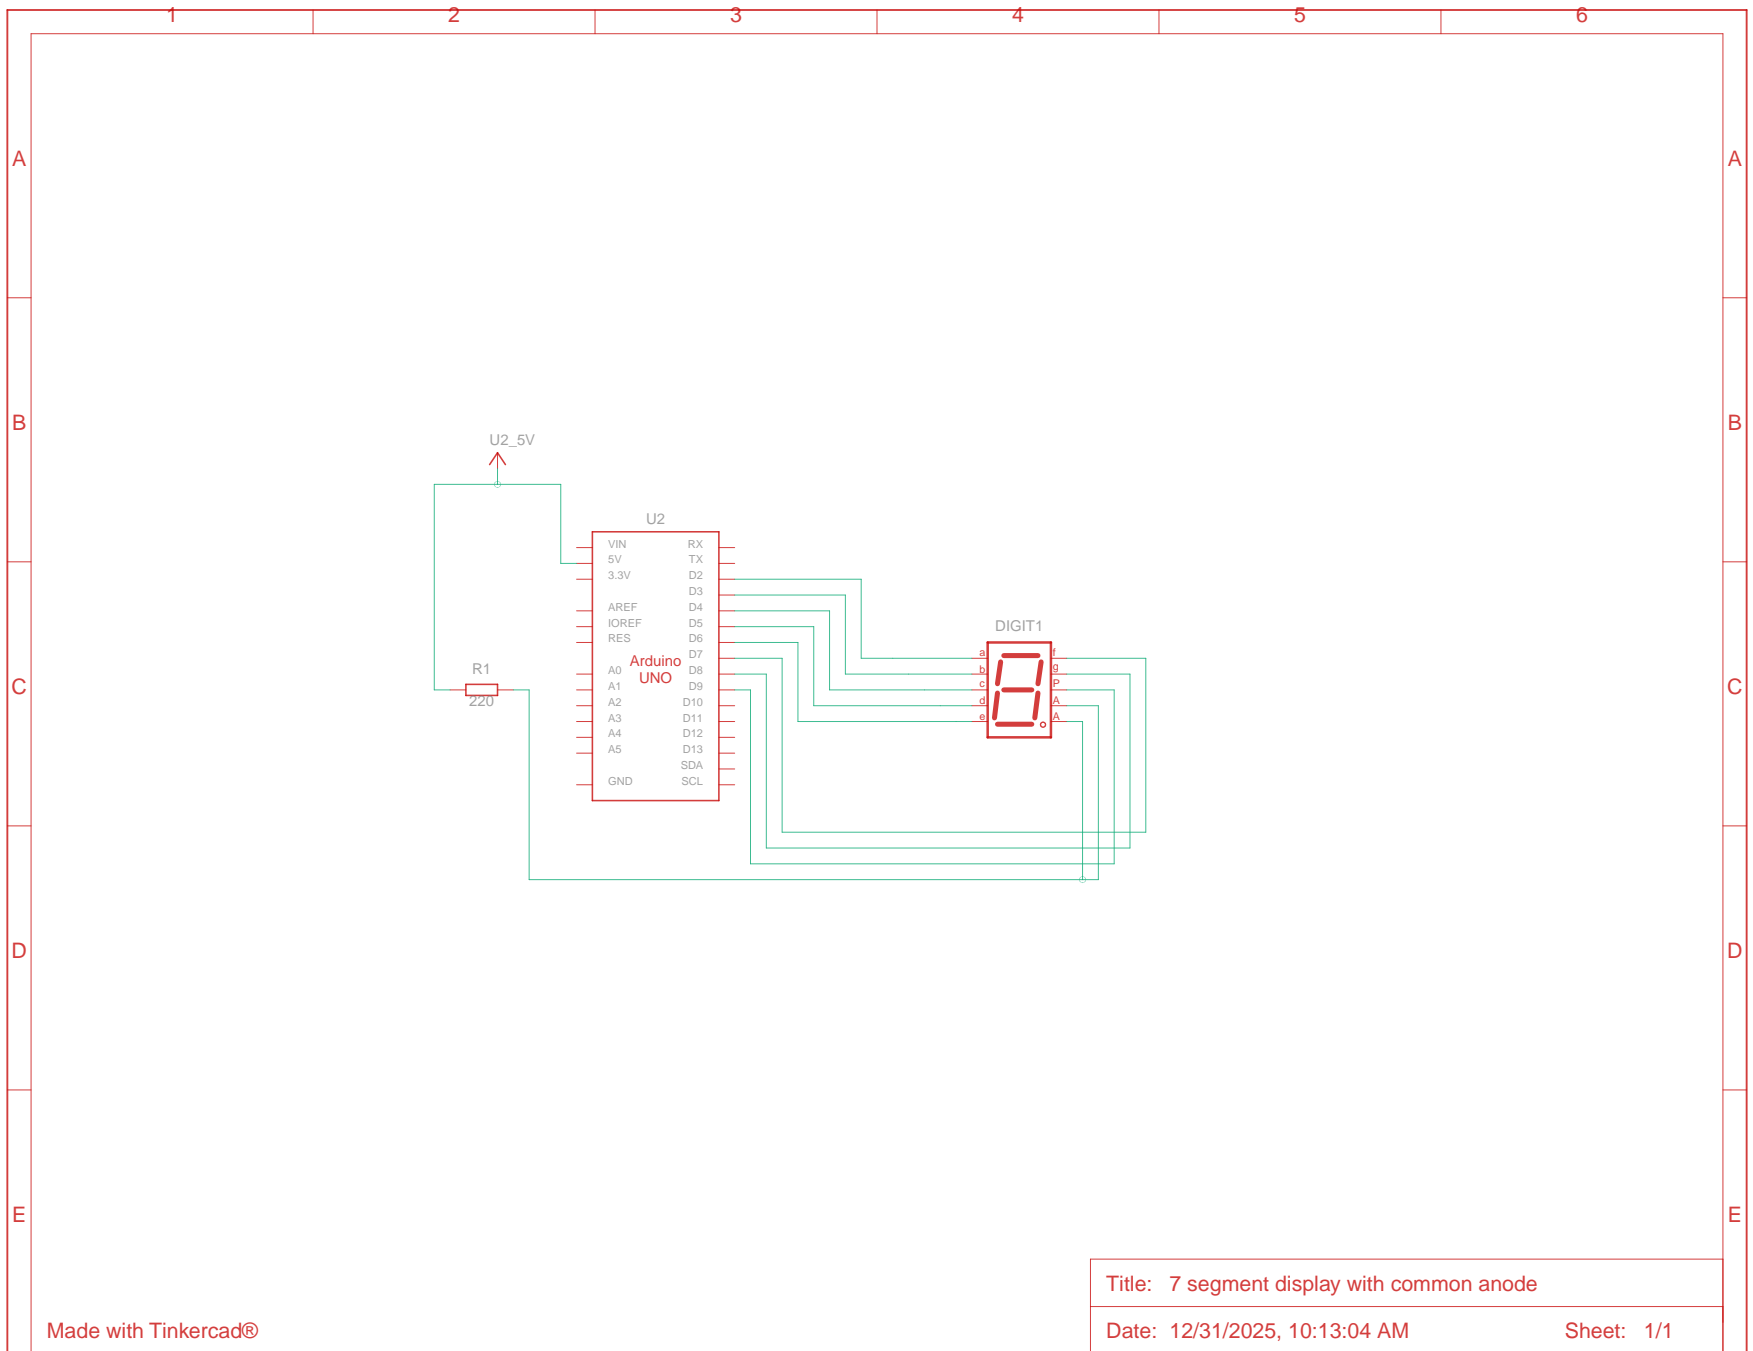 1 2 3 4 5 6
A A
B B
U2_5V
U2
VIN RX
5V TX
3.3V D2
D3
AREF D4
IOREF D5
RES D6
D7
Arduino
UNO
A0 D8
A1 D9
A2 D10
A3 D11
A4 D12
A5 D13
SDA
GND SCL
R1
220
DIGIT1
a f
b g
c P
d A
e A
C C
D D
E E
Title: 7 segment display with common anode
Made with Tinkercad®
Date: 12/31/2025, 10:13:04 AM Sheet: 1/1